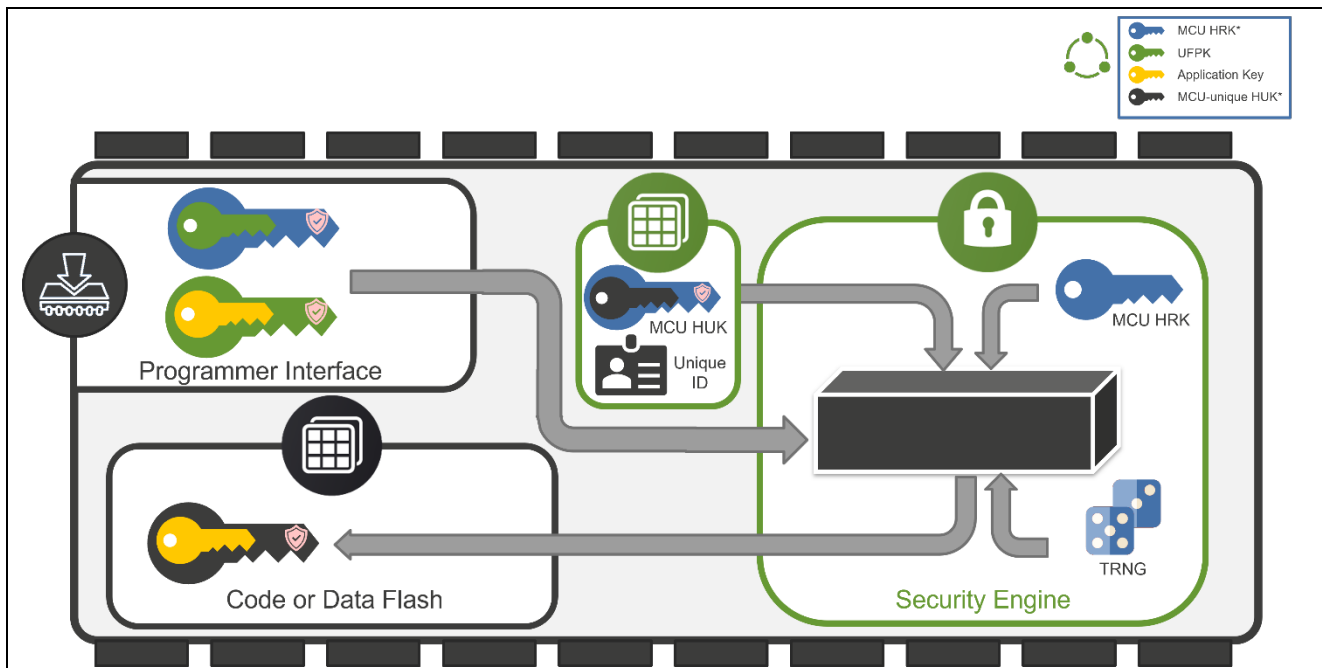 MCU HRK*
UFPK
Application Key
MCU-unique HUK*
Programmer Interface
MCU HUK
Unique
ID
MCU HRK
TRNG
Code or Data Flash
Security Engine